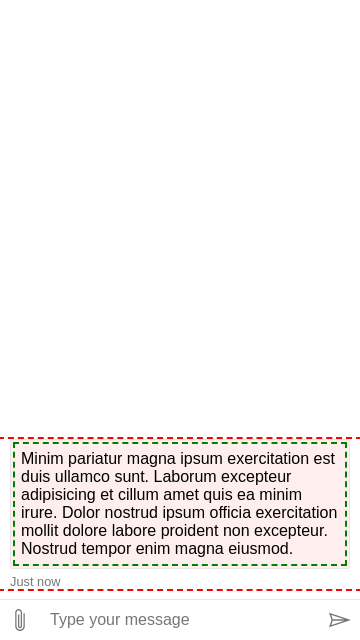 Minim pariatur magna ipsum exercitation est
duis ullamco sunt. Laborum excepteur
adipisicing et cillum amet quis ea minim
irure. Dolor nostrud ipsum officia exercitation
mollit dolore labore proident non excepteur.
Nostrud tempor enim magna eiusmod.
Just now
Type your message